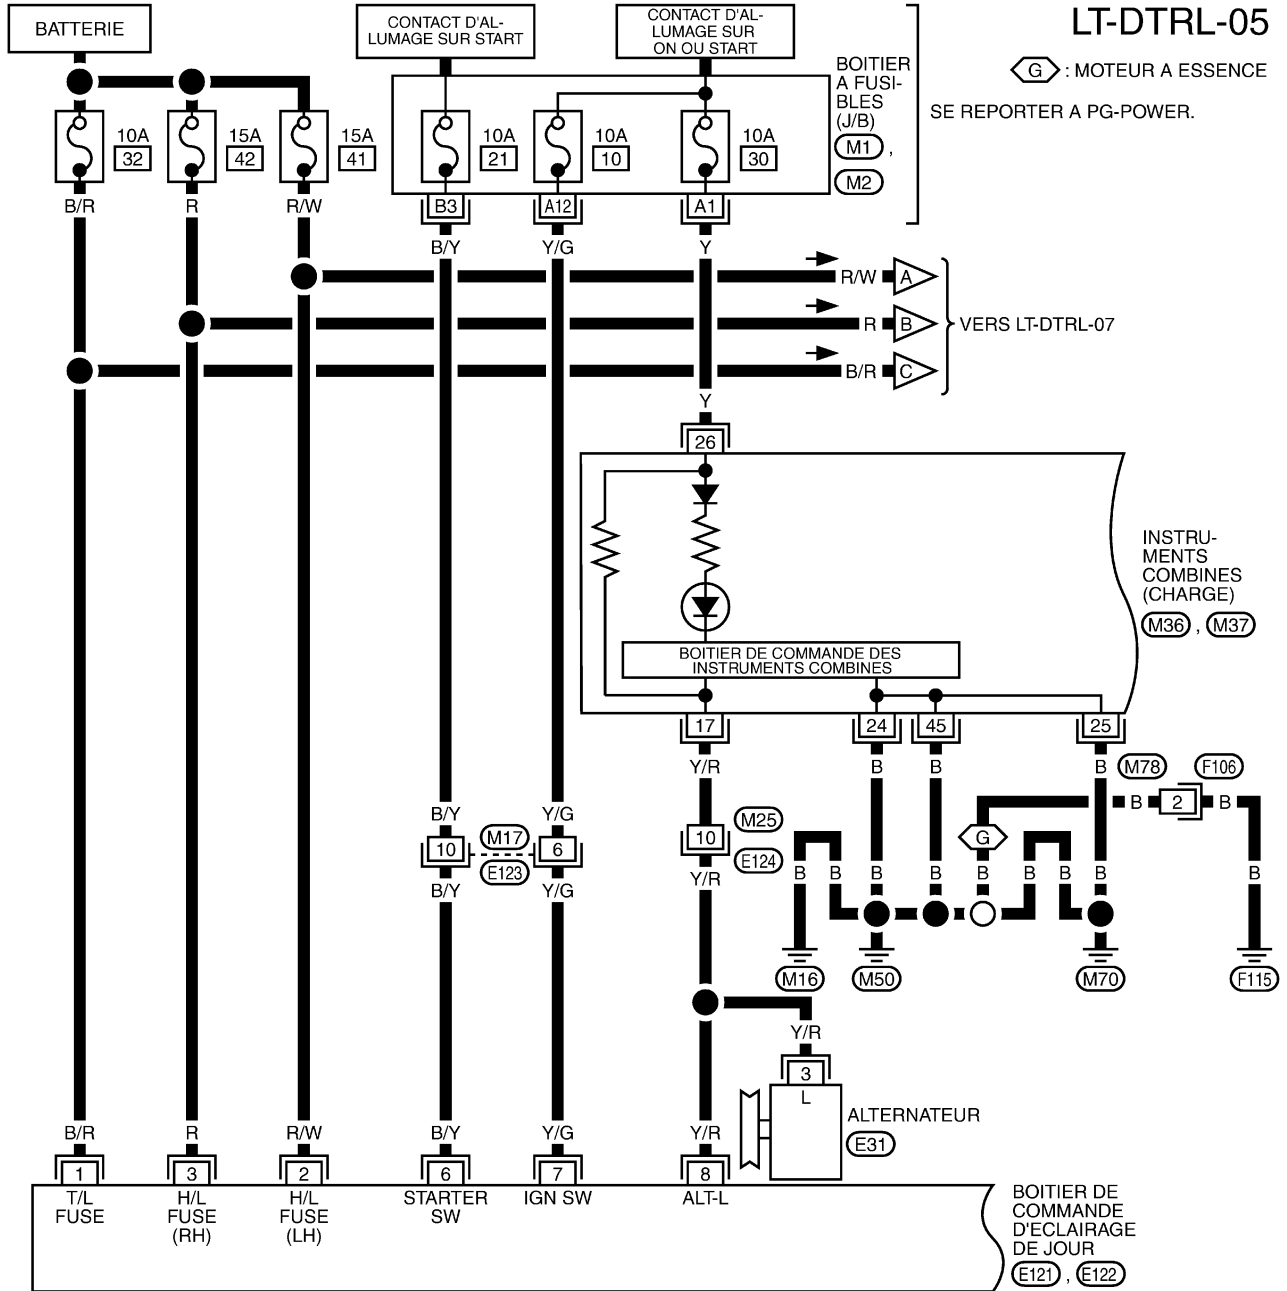 LT-DTRL-05
G : MOTEUR A ESSENCE
SE REPORTER A PG-POWER.
BATTERIE
CONTACT D'AL-
LUMAGE SUR START
CONTACT D'AL-
LUMAGE SUR
ON OU START
BOITIER
A FUSI-
BLES
(J/B)
M1 ,
M2
10A
32
15A
42
15A
41
10A
21
10A
10
10A
30
B/R
R
R/W
B3
A12
A1
B/Y
Y/G
Y
R/W
A
R
B
B/R
C
VERS LT-DTRL-07
Y
26
INSTRU-
MENTS
COMBINES
(CHARGE)
M36 , M37
BOITIER DE COMMANDE DES
INSTRUMENTS COMBINES
17
24
45
25
Y/R
B
B
B
M78
F106
B
2
B
B/Y
Y/G
10
M17
E123
6
B/Y
Y/G
10
M25
E124
Y/R
G
B
B
B
B
B
B
B
B
B
M16
M50
M70
F115
Y/R
3
L
ALTERNATEUR
E31
B/R
R
R/W
B/Y
Y/G
Y/R
1
3
2
6
7
8
T/L
FUSE
H/L
FUSE
(RH)
H/L
FUSE
(LH)
STARTER
SW
IGN SW
ALT-L
BOITIER DE
COMMANDE
D'ECLAIRAGE
DE JOUR
E121 , E122